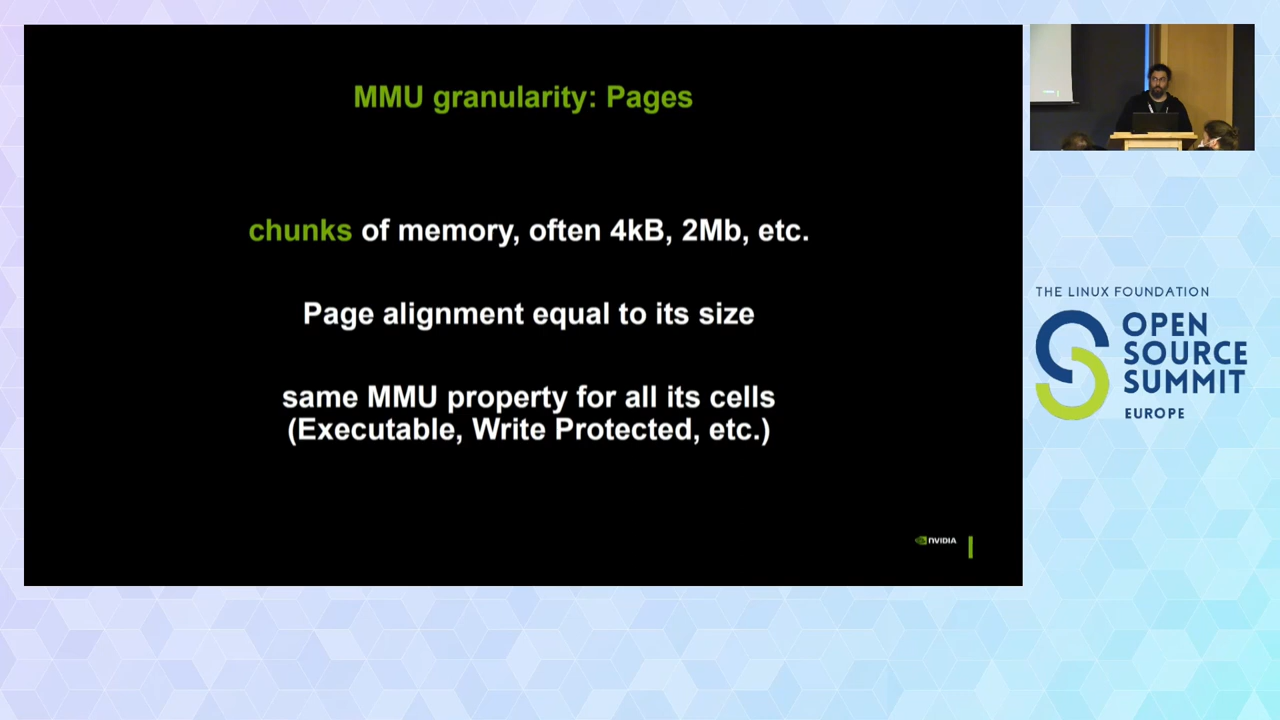 MMU granularity: Pages
chunks of memory, often 4kB, 2Mb, etc.
Page alignment equal to its size
same MMU property for all its cells
(Executable, Write Protected, etc.)
NVIDIA
THE LINUX FOUNDATION
OPEN
SOURCE
SUMMIT
EUROPE